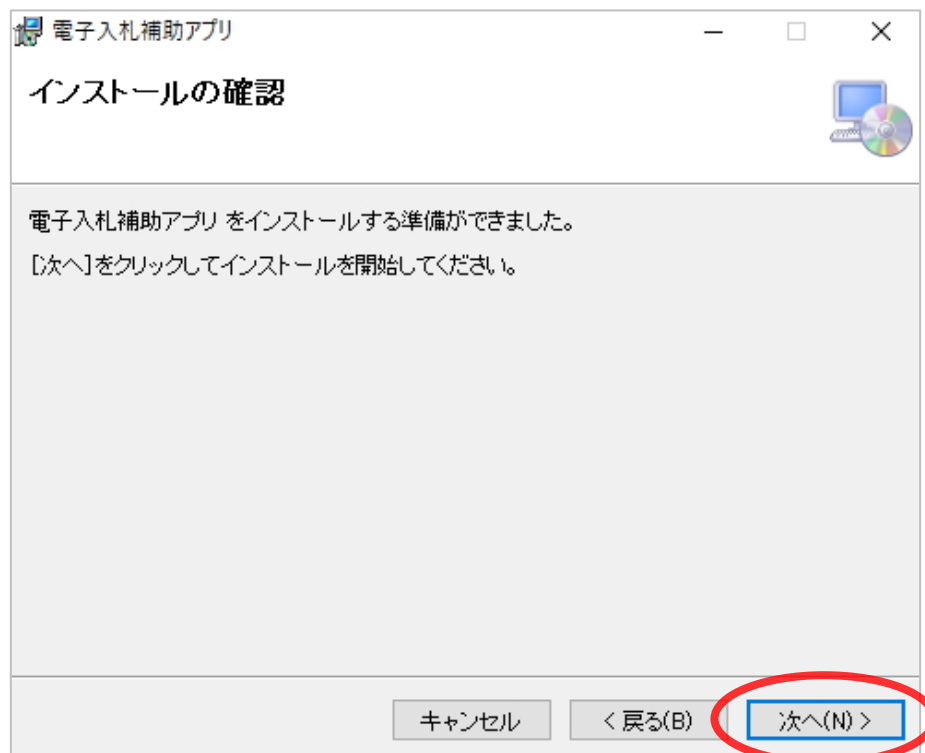 電子入札補助アプリ
インストールの確認
電子入札補助アプリ をインストールする準備ができました。
[次へ]をクリックしてインストールを開始してください。
キャンセル
< 戻る(B)
次へ(N) >